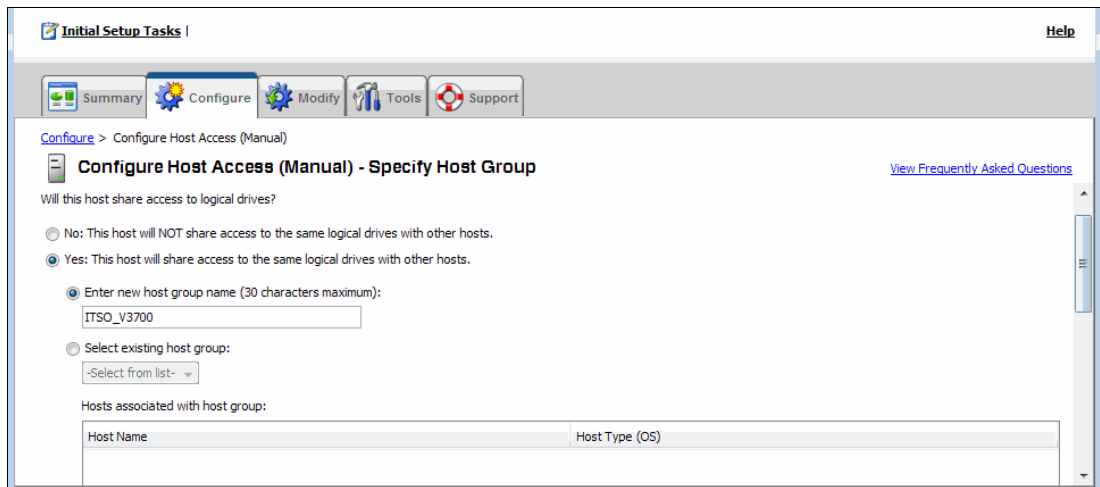 Initial Setup Tasks |
Help
Summary
Configure
Modify
Tools
Support
Configure > Configure Host Access (Manual)
Configure Host Access (Manual) - Specify Host Group
View Frequently Asked Questions
Will this host share access to logical drives?
No: This host will NOT share access to the same logical drives with other hosts.
Yes: This host will share access to the same logical drives with other hosts.
Enter new host group name (30 characters maximum):
ITSO_V3700
Select existing host group:
-Select from list-
Hosts associated with host group:
Host Name
Host Type (OS)